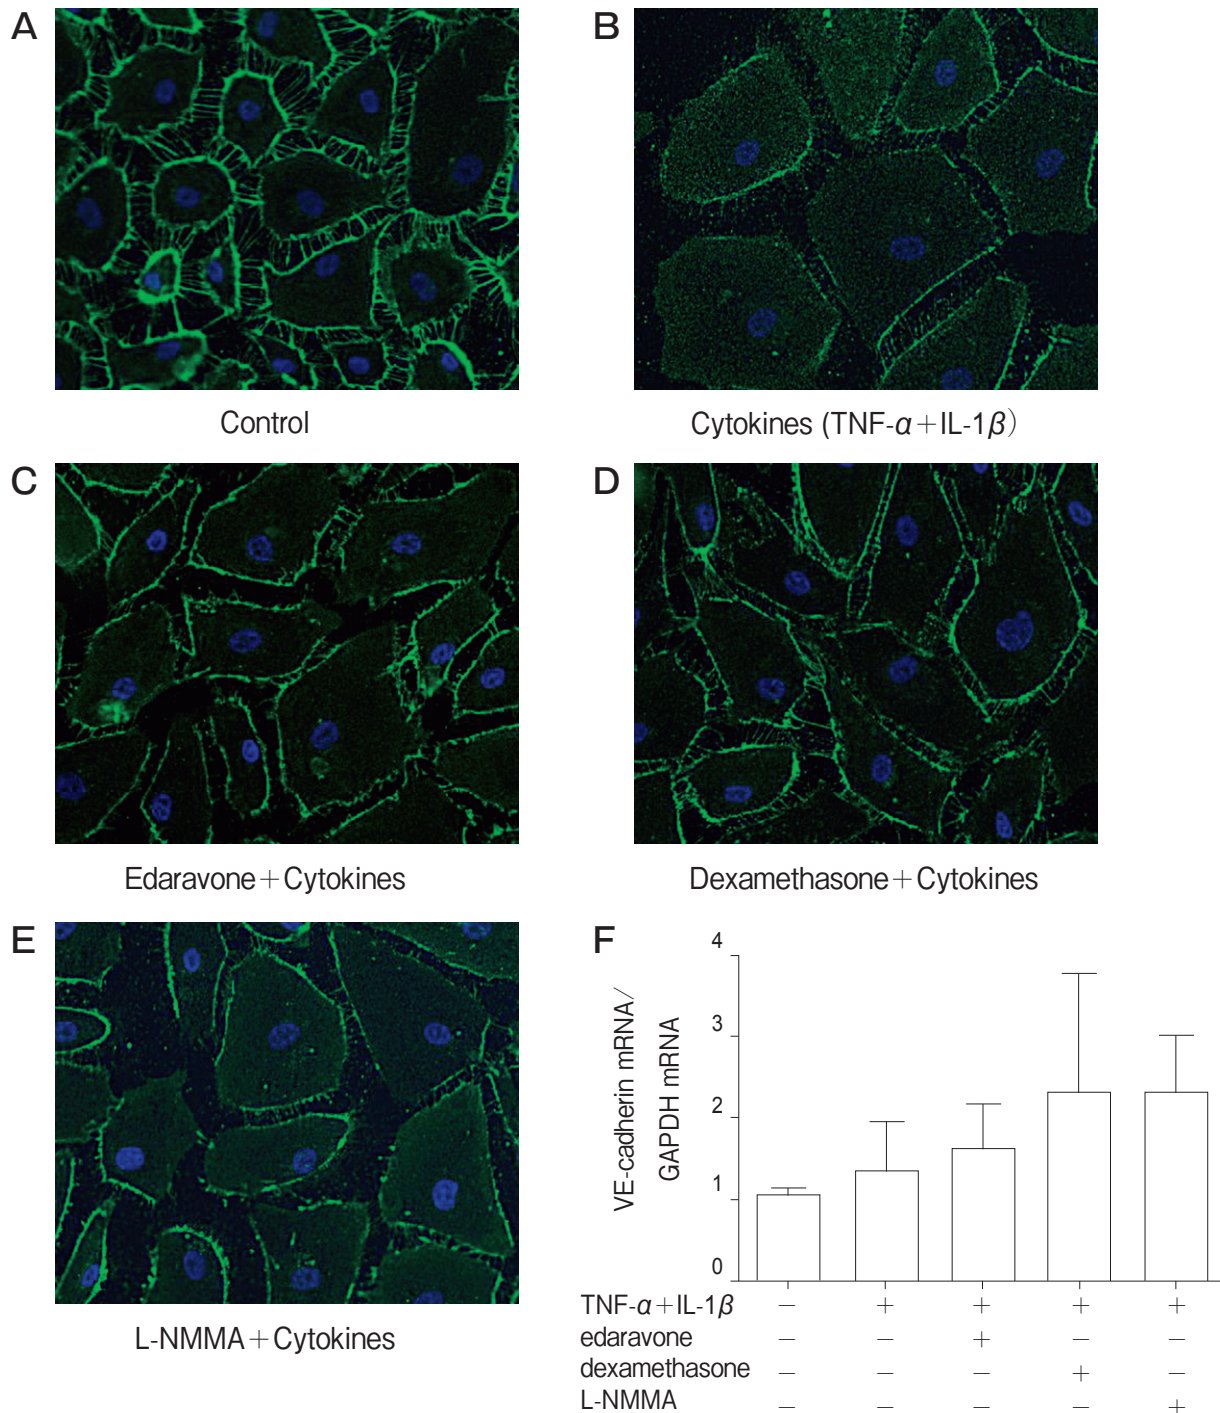 A
B
Control
Cytokines (TNF-α+IL-1β)
C
D
Edaravone+Cytokines
Dexamethasone+Cytokines
E
L-NMMA+Cytokines
F
VE-cadherin mRNA/
GAPDH mRNA
4
3
2
1
0
TNF-α+IL-1β − + + + +
edaravone − − + − −
dexamethasone − − − + −
L-NMMA − − − − +